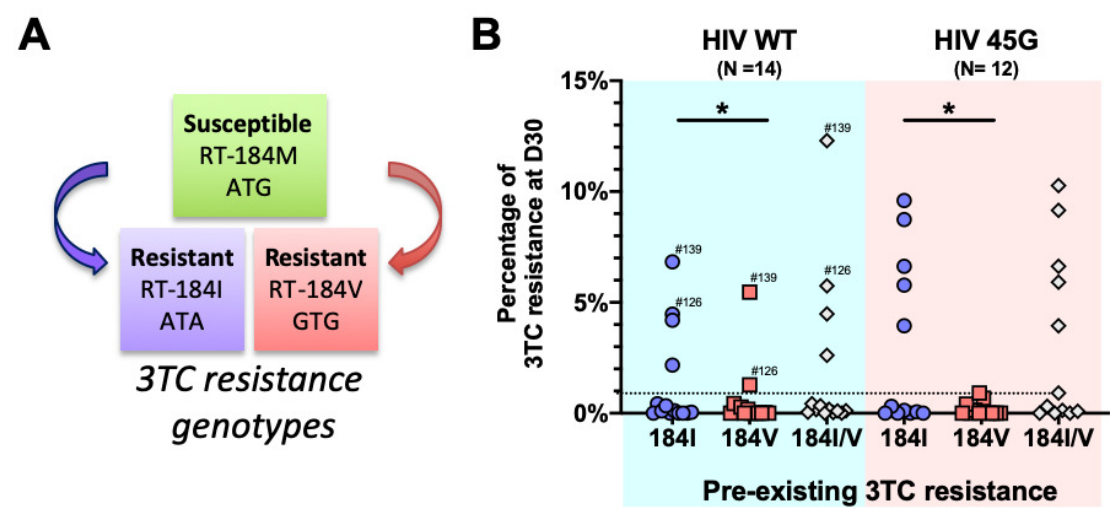 A
Susceptible
RT-184M
ATG
Resistant
RT-184I
ATA
Resistant
RT-184V
GTG
3TC resistance
genotypes
B
HIV WT
(N =14)
HIV 45G
(N= 12)
Percentage of
3TC resistance at D30
15%
10%
5%
0%
*
*
#139
#139
#126
#139
#126
#126
184I
184V
184I/V
184I
184V
184I/V
Pre-existing 3TC resistance